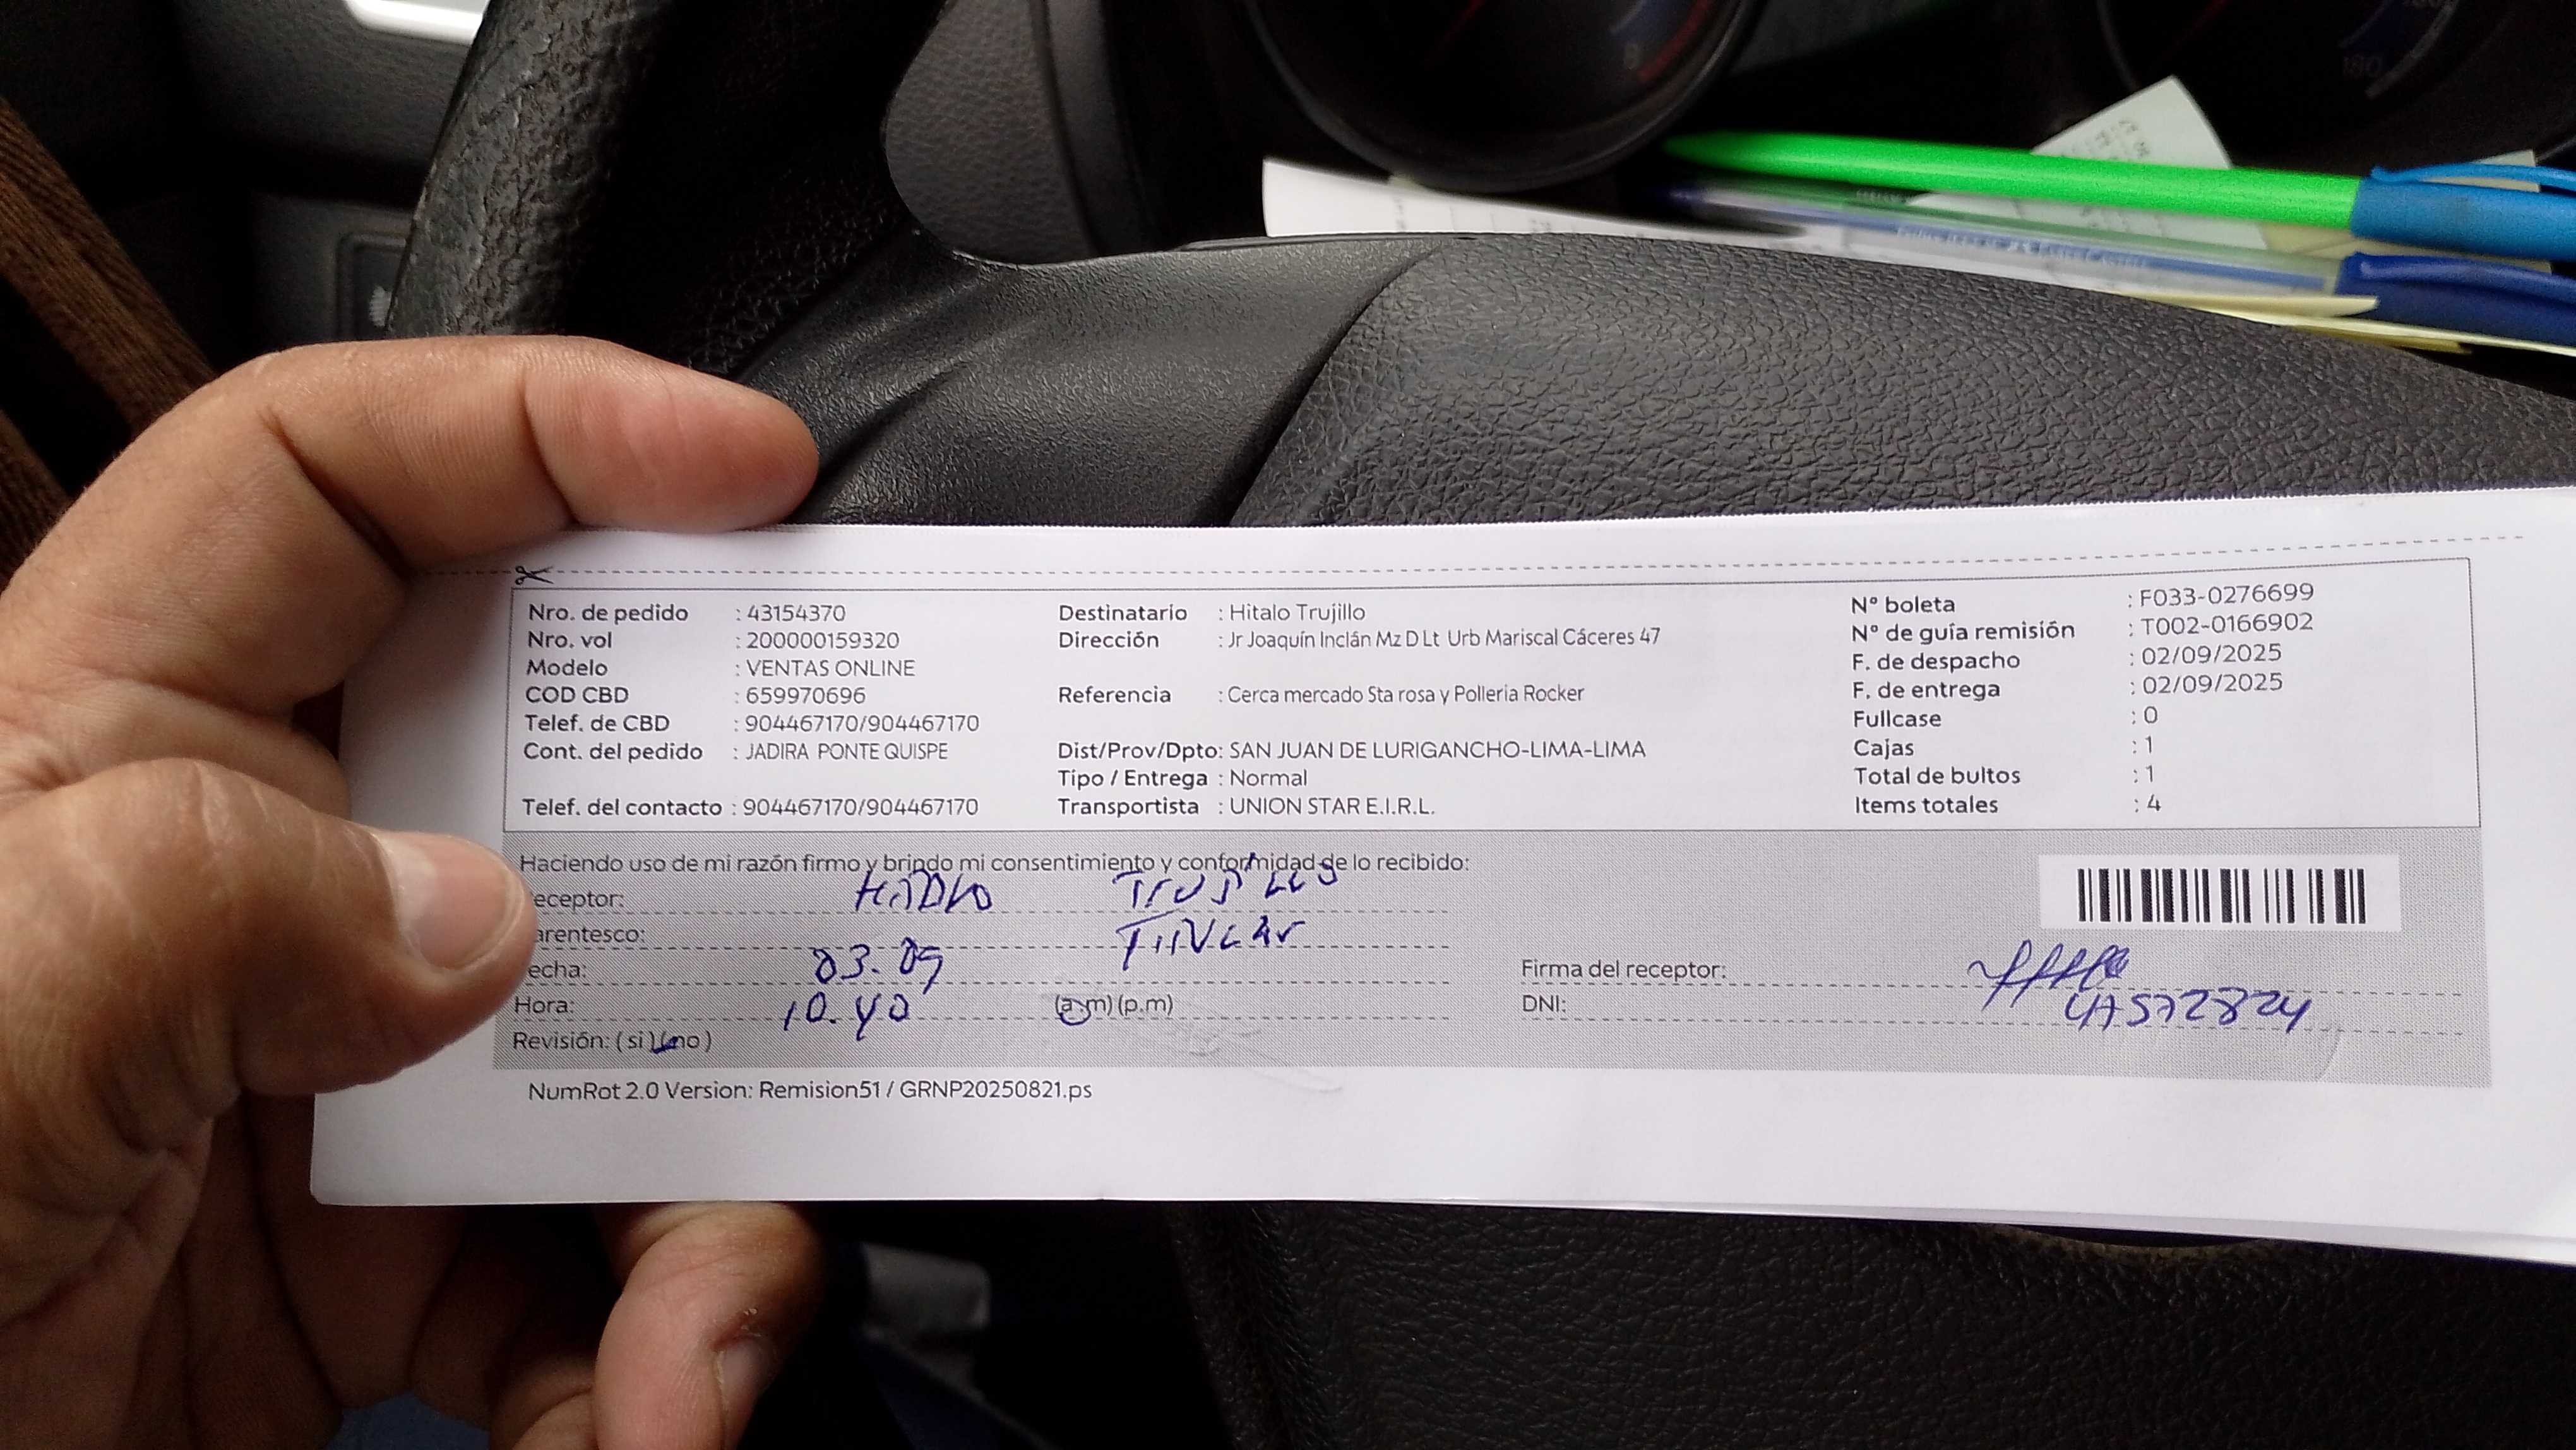 Nro. de pedido : 43154370
Nro. vol : 200000159320
Modelo : VENTAS ONLINE
COD CBD : 659970696
Telef. de CBD : 904467170/904467170
Cont. del pedido : JADIRA PONTE QUISPE
Telef. del contacto : 904467170/904467170
Destinatario : Hitalo Trujillo
Dirección : Jr Joaquín Inclán Mz D Lt Urb Mariscal Cáceres 47
Referencia : Cerca mercado Sta rosa y Polleria Rocker
Dist/Prov/Dpto: SAN JUAN DE LURIGANCHO-LIMA-LIMA
Tipo / Entrega : Normal
Transportista : UNION STAR E.I.R.L.
N° boleta : F033-0276699
N° de guía remisión : T002-0166902
F. de despacho : 02/09/2025
F. de entrega : 02/09/2025
Fullcase : 0
Cajas : 1
Total de bultos : 1
Items totales : 4
Haciendo uso de mi razón firmo y brindo mi consentimiento y conformidad de lo recibido:
eceptor:
arentesco: TITULAR
echa: 03.09
Hora: 10.40 (a.m) (p.m)
Revisión: ( si ) ( no )
Firma del receptor:
DNI:
NumRot 2.0 Version: Remision51 / GRNP20250821.ps
180